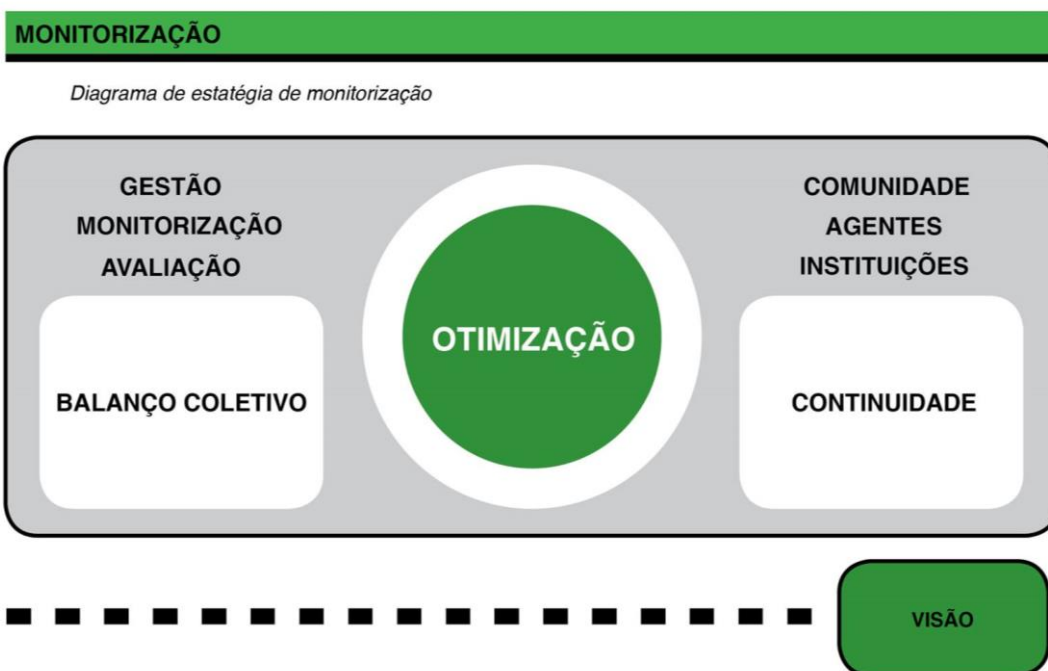 MONITORIZAÇÃO
Diagrama de estatégia de monitorização
GESTÃO
MONITORIZAÇÃO
AVALIAÇÃO
BALANÇO COLETIVO
OTIMIZAÇÃO
COMUNIDADE
AGENTES
INSTITUIÇÕES
CONTINUIDADE
VISÃO